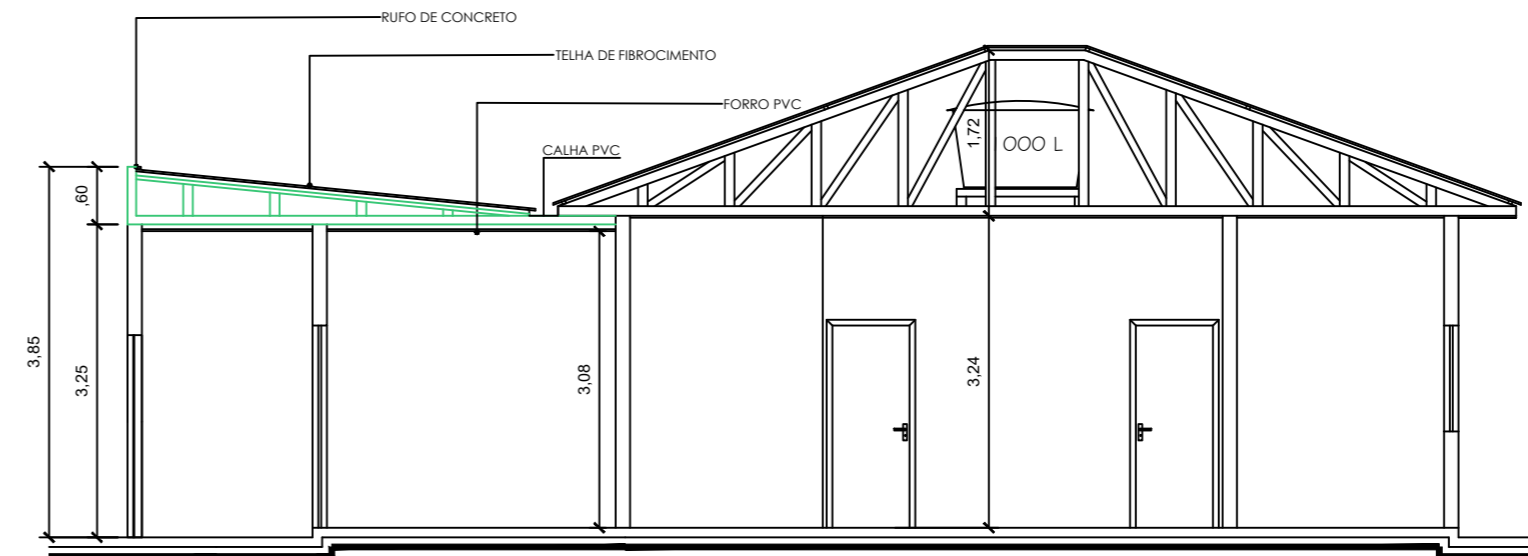 RUFO DE CONCRETO
TELHA DE FIBROCIMENTO
FORRO PVC
CALHA PVC
1,72
000 L
,60
3,85
3,25
3,08
3,24